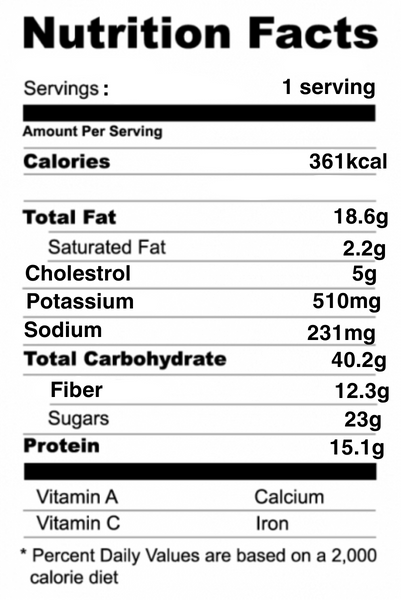 Nutrition Facts
Servings : 1 serving
Amount Per Serving
Calories 361kcal
Total Fat 18.6g
Saturated Fat 2.2g
Cholestrol 5g
Potassium 510mg
Sodium 231mg
Total Carbohydrate 40.2g
Fiber 12.3g
Sugars 23g
Protein 15.1g
Vitamin A Calcium
Vitamin C Iron
* Percent Daily Values are based on a 2,000
calorie diet